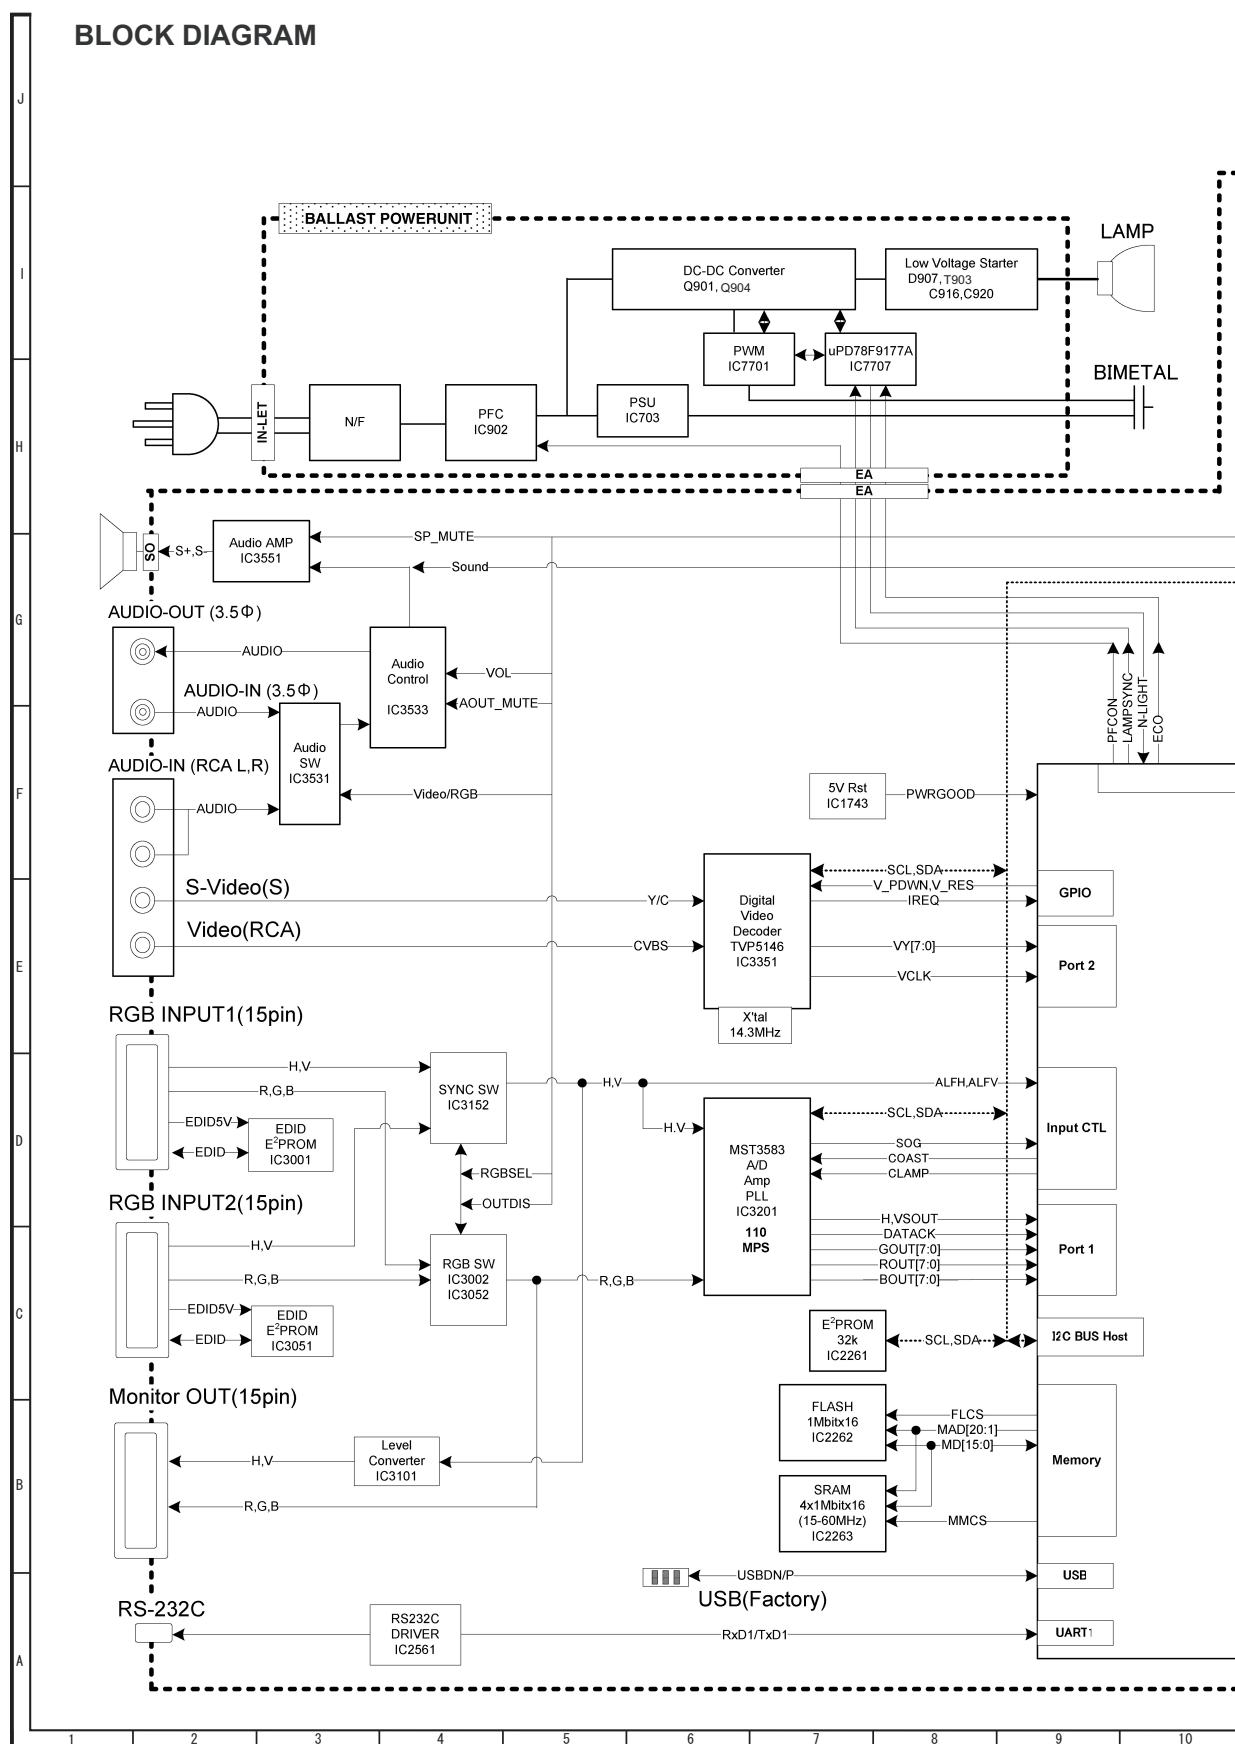 BLOCK DIAGRAM
J
I
H
G
F
E
D
C
B
A
BALLAST POWERUNIT
LAMP
DC-DC Converter
Q901, Q904
Low Voltage Starter
D907, T903
C916,C920
PWM
IC7701
uPD78F9177A
IC7707
BIMETAL
IN-LET
N/F
PFC
IC902
PSU
IC703
EA
EA
SO
S+,S-
Audio AMP
IC3551
SP_MUTE
Sound
AUDIO-OUT (3.5Φ)
AUDIO
Audio
Control
IC3533
VOL
AOUT_MUTE
AUDIO-IN (3.5Φ)
AUDIO
Audio
SW
IC3531
PFCON
LAMPSYNC
N-LIGHT
ECO
AUDIO-IN (RCA L,R)
AUDIO
Video/RGB
5V Rst
IC1743
PWRGOOD
S-Video(S)
Y/C
Video(RCA)
CVBS
Digital
Video
Decoder
TVP5146
IC3351
X'tal
14.3MHz
SCL,SDA
V_PDWN,V_RES
IREQ
VY[7:0]
VCLK
GPIO
Port 2
RGB INPUT1(15pin)
H,V
R,G,B
EDID5V
EDID
EDID
E²PROM
IC3001
SYNC SW
IC3152
H,V
ALFH,ALFV
H.V
RGBSEL
OUTDIS
MST3583
A/D
Amp
PLL
IC3201
110
MPS
SCL,SDA
SOG
COAST
CLAMP
Input CTL
RGB INPUT2(15pin)
H,V
R,G,B
EDID5V
EDID
EDID
E²PROM
IC3051
RGB SW
IC3002
IC3052
R,G,B
H,VSOUT
DATACK
GOUT[7:0]
ROUT[7:0]
BOUT[7:0]
Port 1
E²PROM
32k
IC2261
SCL,SDA
I2C BUS Host
Monitor OUT(15pin)
H,V
R,G,B
Level
Converter
IC3101
FLASH
1Mbitx16
IC2262
FLCS
MAD[20:1]
MD[15:0]
SRAM
4x1Mbitx16
(15-60MHz)
IC2263
MMCS
Memory
USBDN/P
USB
USB(Factory)
RS-232C
RS232C
DRIVER
IC2561
RxD1/TxD1
UART1
1
2
3
4
5
6
7
8
9
10